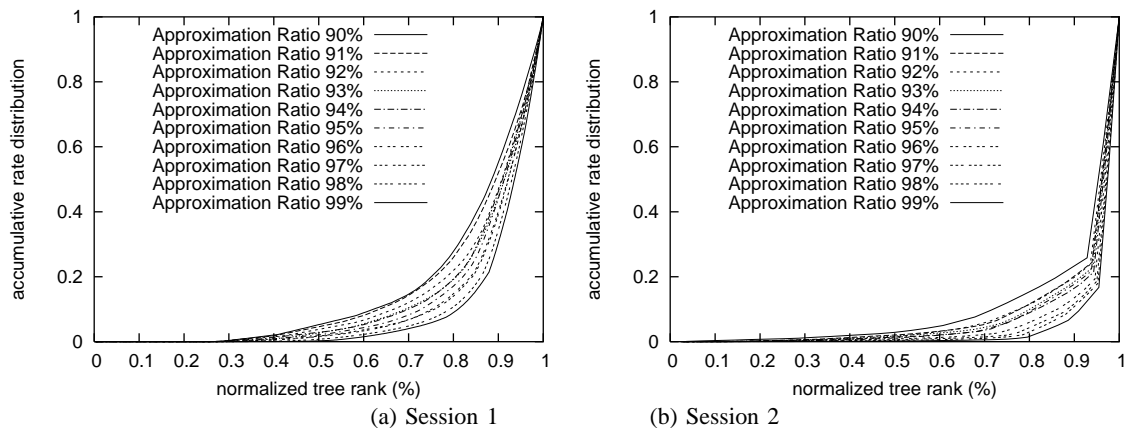 accumulative rate distribution
1
0.8
0.6
0.4
0.2
0
Approximation Ratio 90%
Approximation Ratio 91%
Approximation Ratio 92%
Approximation Ratio 93%
Approximation Ratio 94%
Approximation Ratio 95%
Approximation Ratio 96%
Approximation Ratio 97%
Approximation Ratio 98%
Approximation Ratio 99%
0 0.1 0.2 0.3 0.4 0.5 0.6 0.7 0.8 0.9 1
normalized tree rank (%)
(a) Session 1
accumulative rate distribution
1
0.8
0.6
0.4
0.2
0
Approximation Ratio 90%
Approximation Ratio 91%
Approximation Ratio 92%
Approximation Ratio 93%
Approximation Ratio 94%
Approximation Ratio 95%
Approximation Ratio 96%
Approximation Ratio 97%
Approximation Ratio 98%
Approximation Ratio 99%
0 0.1 0.2 0.3 0.4 0.5 0.6 0.7 0.8 0.9 1
normalized tree rank (%)
(b) Session 2